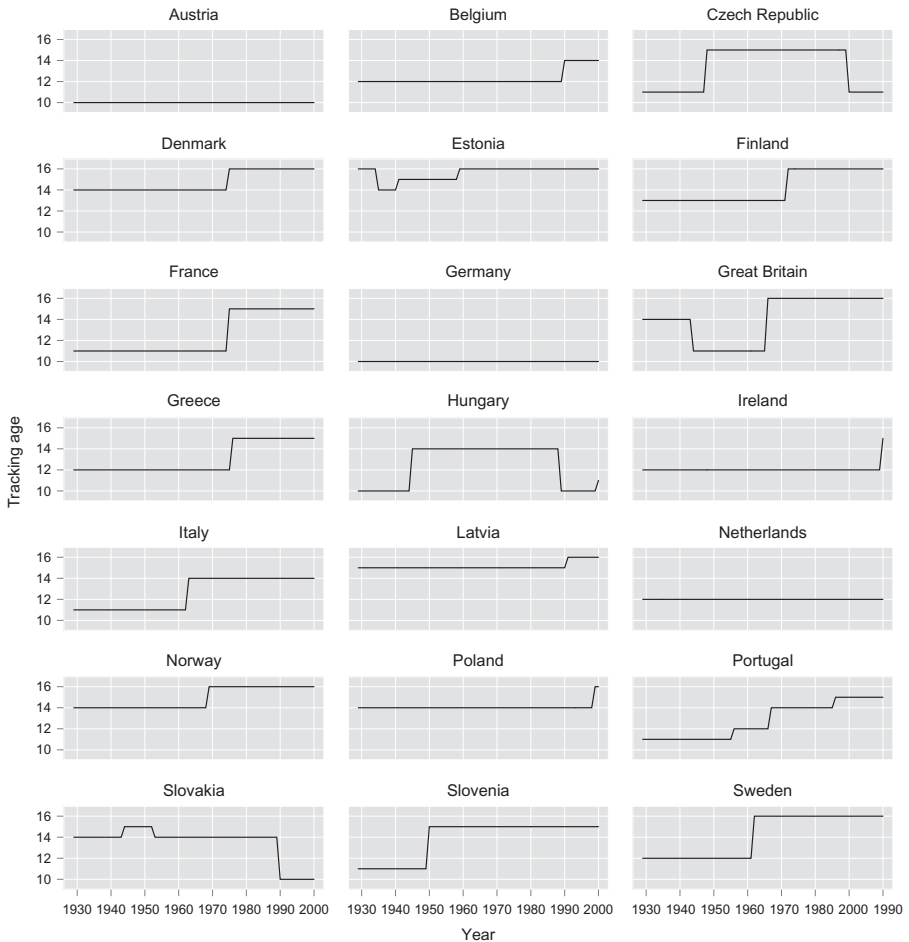 Austria Belgium Czech Republic
16
14
12
10
Denmark Estonia Finland
16
14
12
10
France Germany Great Britain
16
14
12
10
Greece Hungary Ireland
16
14
12
10
Italy Latvia Netherlands
16
14
12
10
Norway Poland Portugal
16
14
12
10
Slovakia Slovenia Sweden
16
14
12
10
1930 1940 1950 1960 1970 1980 1990 2000 1930 1940 1950 1960 1970 1980 1990 2000 1930 1940 1950 1960 1970 1980 2000 1990
Year
Tracking age